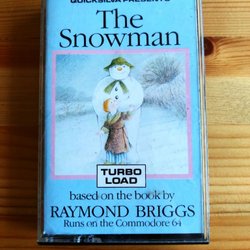 QUICKSILVA PRESENTS
The
Snowman
TURBO
LOAD
based on the book by
RAYMOND BRIGGS
Runs on the Commodore 64